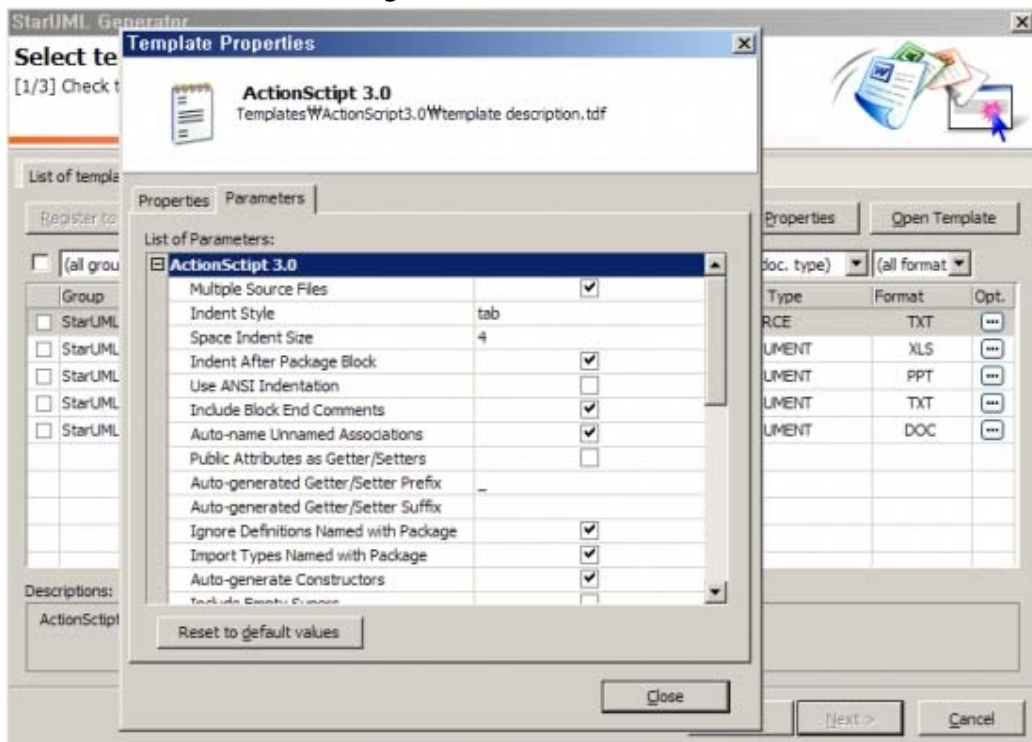 StarUML Generator
Select te
[1/3] Check t
Template Properties
ActionSctipt 3.0
Templates₩ActionScript3.0₩template description.tdf
List of templa
Properties Parameters
Register to
Properties
Open Template
List of Parameters:
(all grou
doc. type)
(all format
ActionSctipt 3.0
Group
Type
Format
Opt.
Multiple Source Files
StarUML
RCE
TXT
Indent Style tab
Space Indent Size 4
StarUML
UMENT
XLS
Indent After Package Block
StarUML
UMENT
PPT
Use ANSI Indentation
Include Block End Comments
StarUML
UMENT
TXT
Auto-name Unnamed Associations
StarUML
UMENT
DOC
Public Attributes as Getter/Setters
Auto-generated Getter/Setter Prefix _
Auto-generated Getter/Setter Suffix
Ignore Definitions Named with Package
Import Types Named with Package
Auto-generate Constructors
Include Empty Supers
Descriptions:
ActionSctipt
Reset to default values
Close
Next >
Cancel